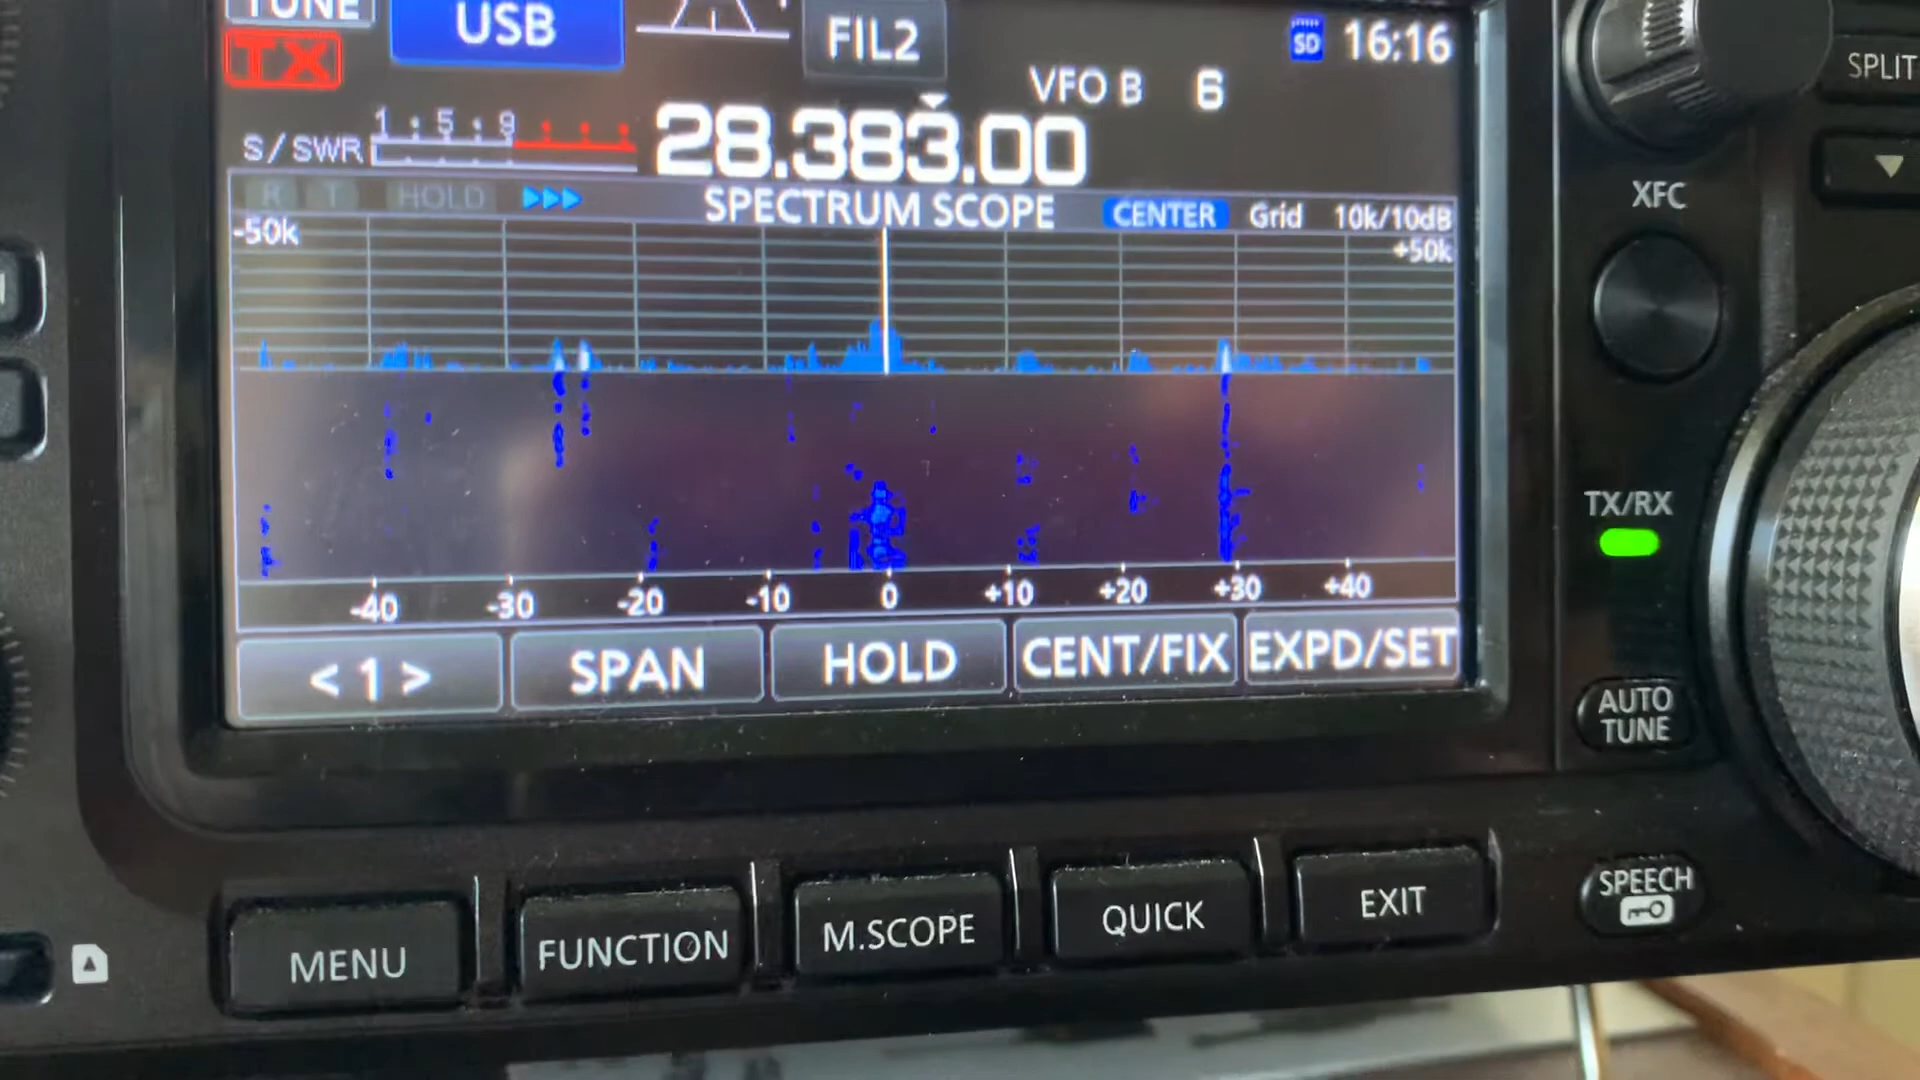 TUNE
USB
FIL2
SD 16:16
TX
VFO B 6
1 5 9
S/SWR
28.383.00
R T HOLD
SPECTRUM SCOPE
CENTER Grid 10k/10dB
-50k
+50k
-40 -30 -20 -10 0 +10 +20 +30 +40
< 1 > SPAN HOLD CENT/FIX EXPD/SET
MENU FUNCTION M.SCOPE QUICK EXIT
SPLIT
XFC
TX/RX
AUTO
TUNE
SPEECH